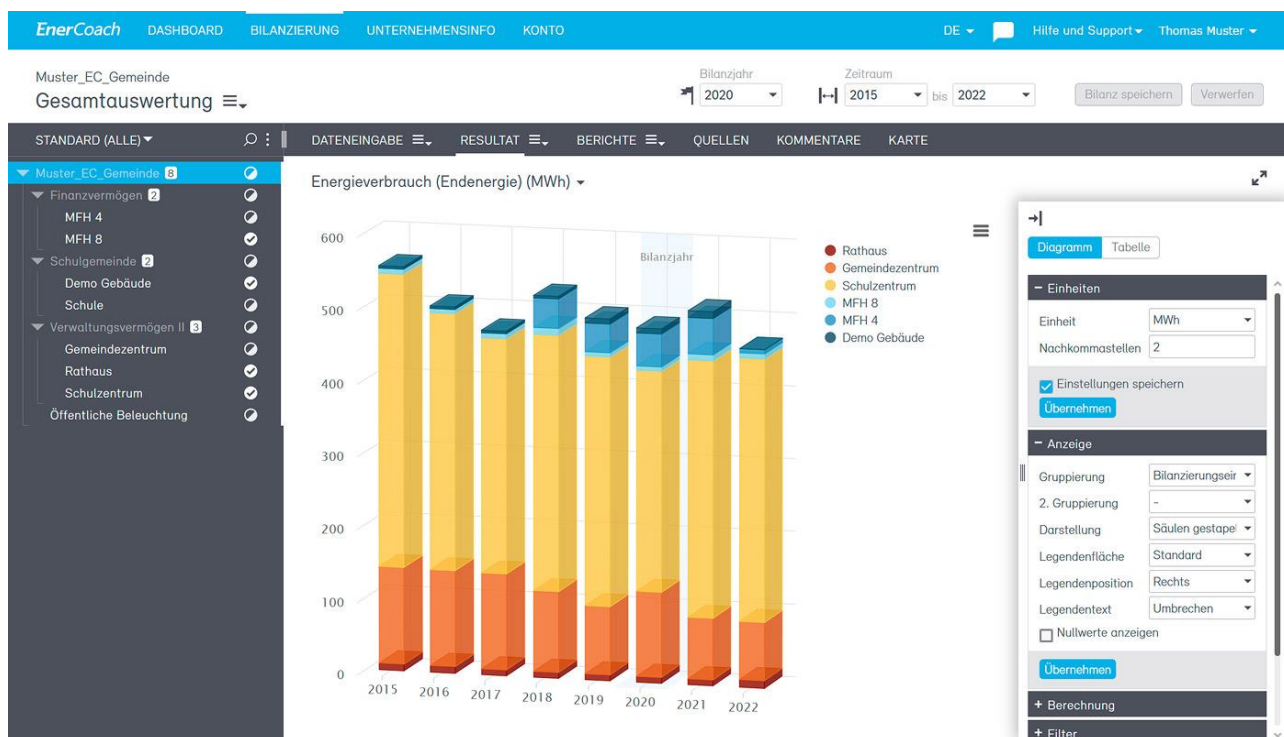 EnerCoach DASHBOARD BILANZIERUNG UNTERNEHMENSINFO KONTO DE Hilfe und Support Thomas Muster
Muster_EC_Gemeinde
Gesamtauswertung
Bilanzjahr
2020
Zeitraum
2015 bis 2022
Bilanz speichern Verwerfen
STANDARD (ALLE)
DATENEINGABE RESULTAT BERICHTE QUELLEN KOMMENTARE KARTE
Muster_EC_Gemeinde 8
Finanzvermögen 2
MFH 4
MFH 8
Schulgemeinde 2
Demo Gebäude
Schule
Verwaltungsvermögen II 3
Gemeindezentrum
Rathaus
Schulzentrum
Öffentliche Beleuchtung
Energieverbrauch (Endenergie) (MWh)
600
500
400
300
200
100
0
Bilanzjahr
2015 2016 2017 2018 2019 2020 2021 2022
Rathaus
Gemeindezentrum
Schulzentrum
MFH 8
MFH 4
Demo Gebäude
Diagramm Tabelle
− Einheiten
Einheit MWh
Nachkommastellen 2
Einstellungen speichern
Übernehmen
− Anzeige
Gruppierung Bilanzierungseir
2. Gruppierung -
Darstellung Säulen gestapel
Legendenfläche Standard
Legendenposition Rechts
Legendentext Umbrechen
Nullwerte anzeigen
Übernehmen
+ Berechnung
+ Filter